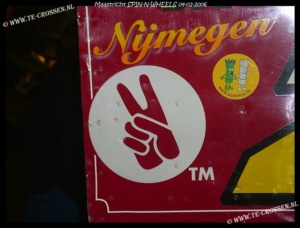 Maastricht SPIN-N-WHEELS 04-02-2006
Nijmegen
TM
© WWW.TE-CROSSEN.NL
© WWW.TE-CROSSEN.NL